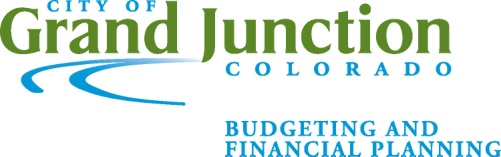 CITY OF
Grand Junction
COLORADO
BUDGETING AND
FINANCIAL PLANNING